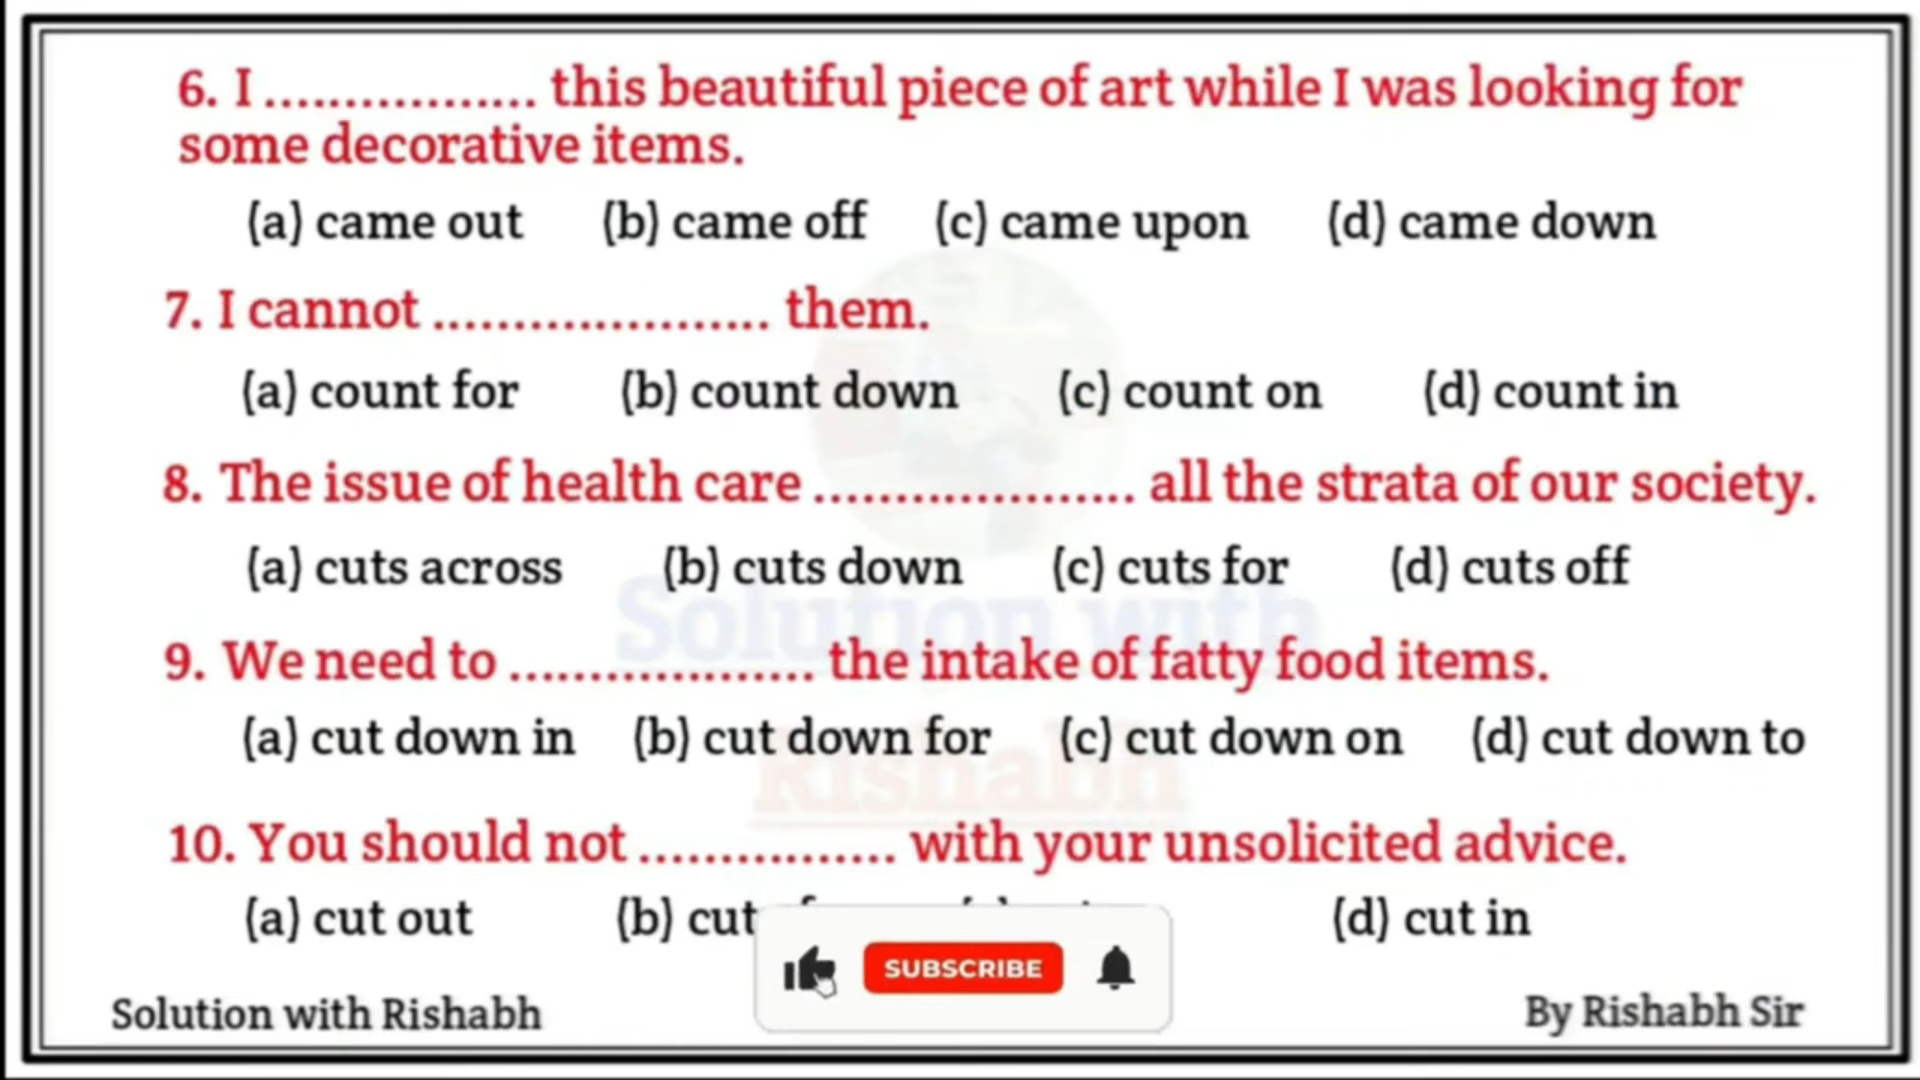 6. I ................. this beautiful piece of art while I was looking for
some decorative items.
(a) came out (b) came off (c) came upon (d) came down
7. I cannot ..................... them.
(a) count for (b) count down (c) count on (d) count in
8. The issue of health care .................... all the strata of our society.
(a) cuts across (b) cuts down (c) cuts for (d) cuts off
Solution with
9. We need to ................... the intake of fatty food items.
(a) cut down in (b) cut down for (c) cut down on (d) cut down to
Rishabh
10. You should not ................ with your unsolicited advice.
(a) cut out (b) cut (d) cut in
SUBSCRIBE
Solution with Rishabh By Rishabh Sir